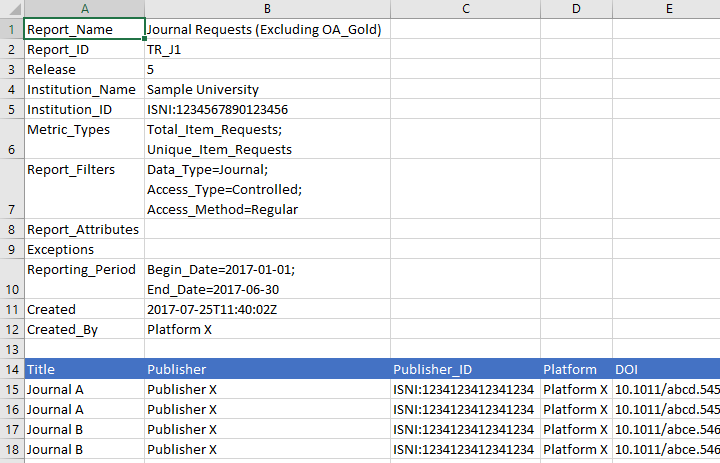 A B C D E
1 Report_Name Journal Requests (Excluding OA_Gold)
2 Report_ID TR_J1
3 Release 5
4 Institution_Name Sample University
5 Institution_ID ISNI:1234567890123456
Metric_Types Total_Item_Requests;
6 Unique_Item_Requests
Report_Filters Data_Type=Journal;
Access_Type=Controlled;
7 Access_Method=Regular
8 Report_Attributes
9 Exceptions
Reporting_Period Begin_Date=2017-01-01;
10 End_Date=2017-06-30
11 Created 2017-07-25T11:40:02Z
12 Created_By Platform X
13
14 Title Publisher Publisher_ID Platform DOI
15 Journal A Publisher X ISNI:1234123412341234 Platform X 10.1011/abcd.545
16 Journal A Publisher X ISNI:1234123412341234 Platform X 10.1011/abcd.545
17 Journal B Publisher X ISNI:1234123412341234 Platform X 10.1011/abce.546
18 Journal B Publisher X ISNI:1234123412341234 Platform X 10.1011/abce.546